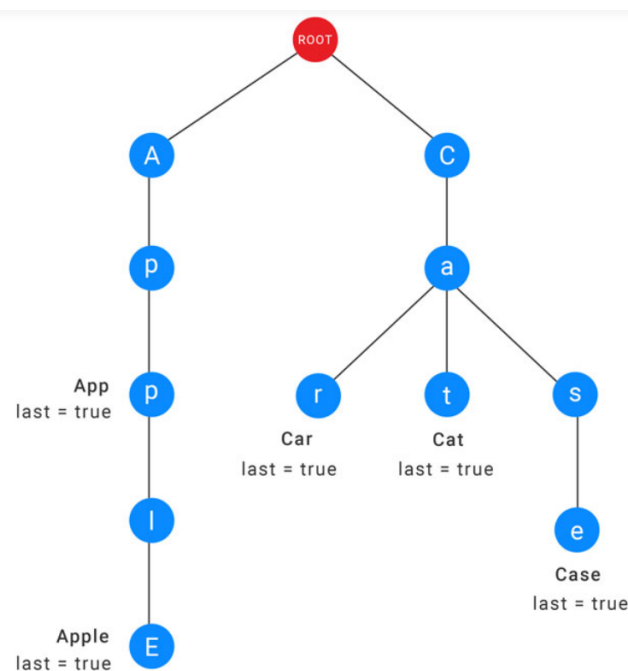 ROOT
A
C
p
a
App
last = true
p
r
t
s
Car
last = true
Cat
last = true
l
e
Case
last = true
Apple
last = true
E